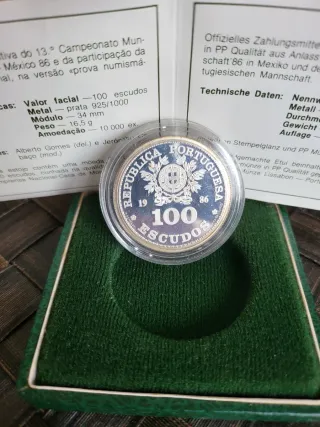 tiva do 13.º Campeonato Mun-
México 86 e da participação da
nal, na versão «prova numismá-
cas: Valor facial — 100 escudos
Metal — prata 925/1000
Módulo — 34 mm
Peso — 16,5 g
Amoedação — 10 000 ex.
Alberto Gomes (del.) e
Offizielles Zahlungsmitte
in PP Qualität aus Anlass
schaft'86 in Mexiko und de
tugiesischen Mannschaft.
Technische Daten: Nennw
Metall
Durchm
Gewicht
Auflage
REPUBLICA PORTUGUESA
19 86
100
ESCUDOS